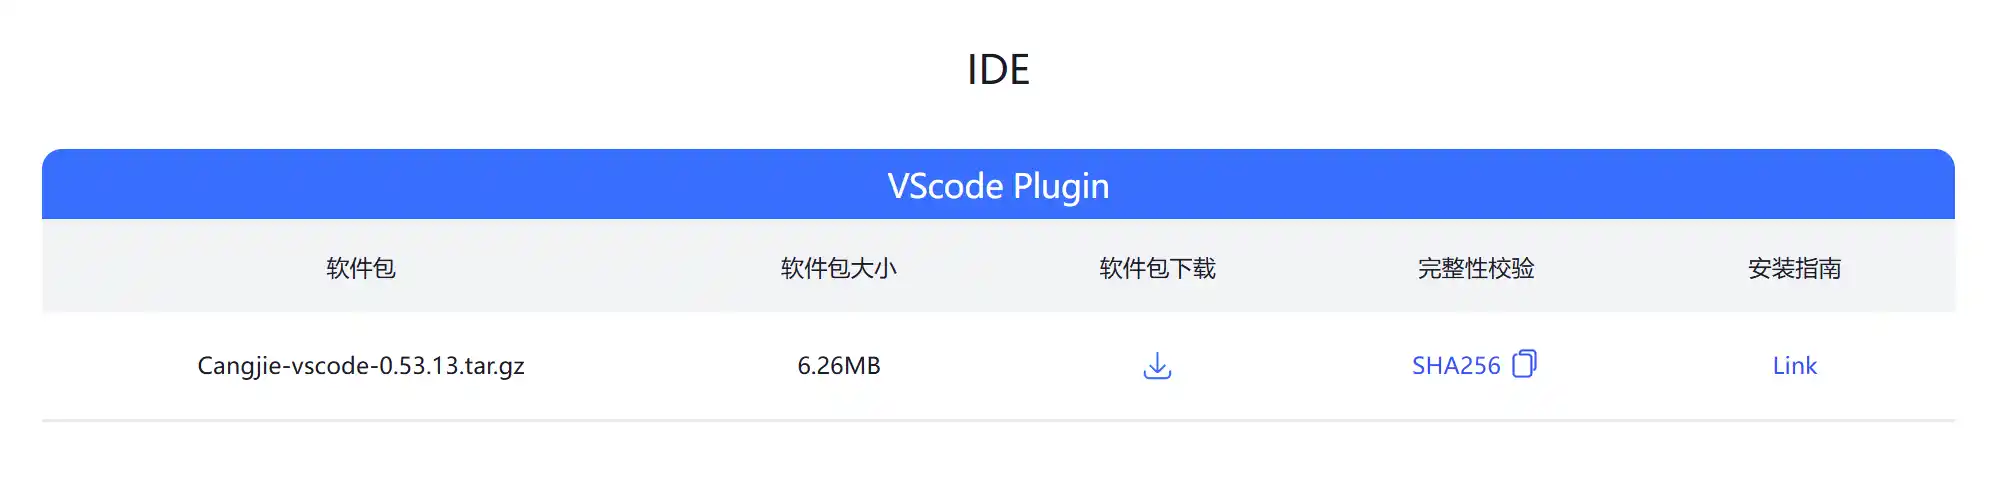 IDE
VScode Plugin
软件包 软件包大小 软件包下载 完整性校验 安装指南
Cangjie-vscode-0.53.13.tar.gz 6.26MB SHA256 Link